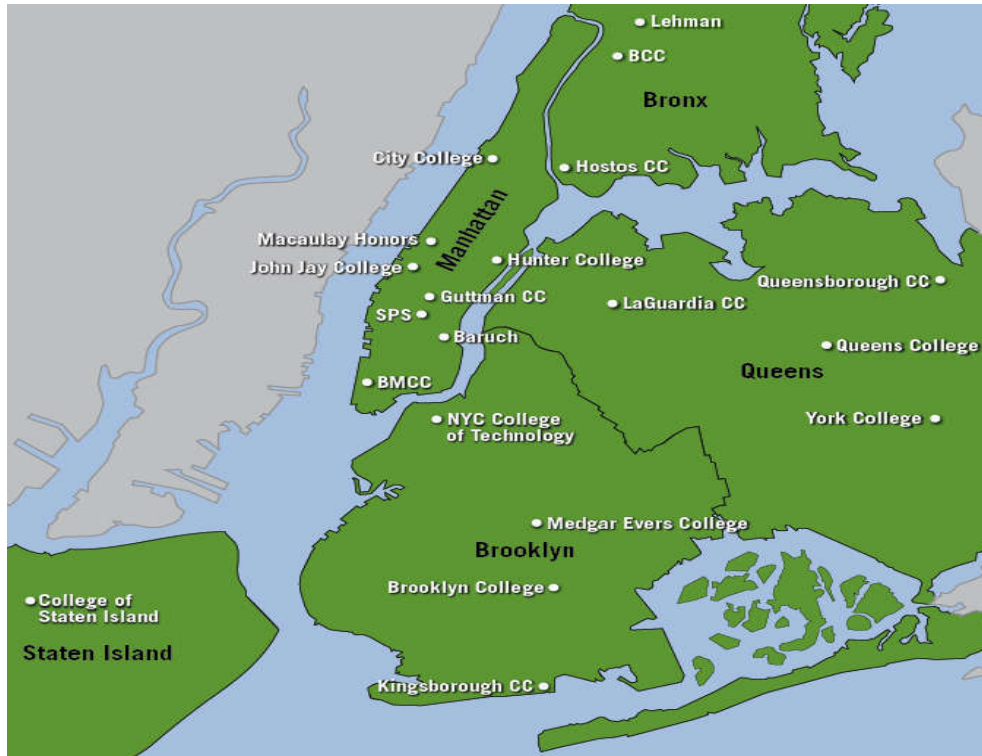 Lehman
BCC
Bronx
City College
Hostos CC
Manhattan
Macaulay Honors
Hunter College
John Jay College
Queensborough CC
Guttman CC
LaGuardia CC
SPS
Baruch
Queens College
Queens
BMCC
NYC College
of Technology
York College
Medgar Evers College
Brooklyn
Brooklyn College
College of
Staten Island
Staten Island
Kingsborough CC